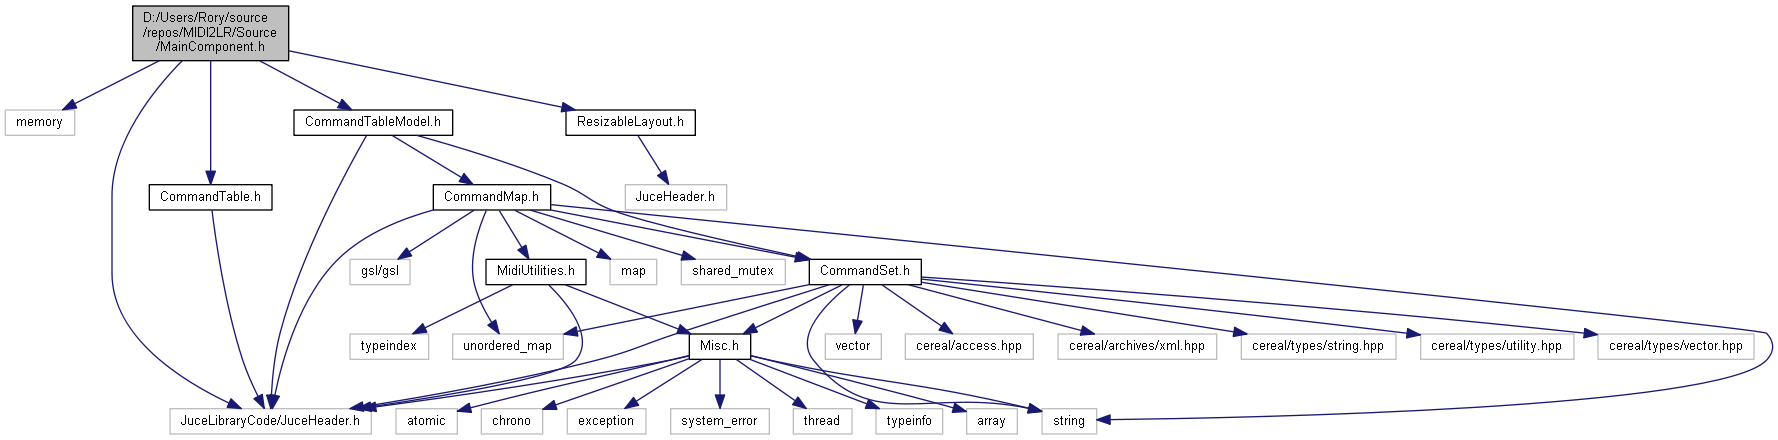 D:/Users/Rory/source
/repos/MIDI2LR/Source
/MainComponent.h
memory
CommandTableModel.h
ResizableLayout.h
CommandTable.h
CommandMap.h
JuceHeader.h
gsl/gsl
MidiUtilities.h
map
shared_mutex
CommandSet.h
typeindex
unordered_map
Misc.h
vector
cereal/access.hpp
cereal/archives/xml.hpp
cereal/types/string.hpp
cereal/types/utility.hpp
cereal/types/vector.hpp
JuceLibraryCode/JuceHeader.h
atomic
chrono
exception
system_error
thread
typeinfo
array
string